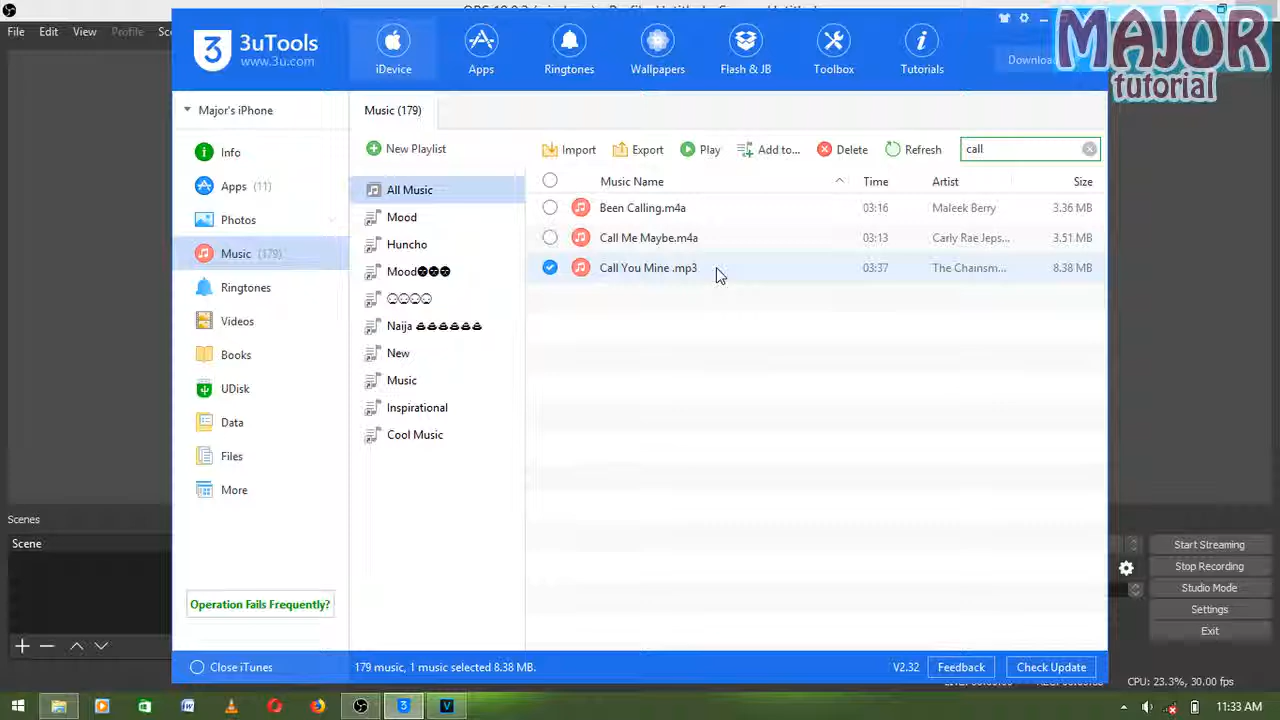 File Edit View Profile
3uTools
www.3u.com
iDevice
Apps
Ringtones
Wallpapers
Flash & JB
Toolbox
Tutorials
MAJOR
tutorial
Major's iPhone
Info
Apps (11)
Photos
Music (179)
Ringtones
Videos
Books
UDisk
Data
Files
More
Operation Fails Frequently?
Music (179)
New Playlist
Import Export Play Add to... Delete Refresh call
All Music
Mood
Huncho
Mood
Naija
New
Music
Inspirational
Cool Music
Music Name Time Artist Size
Been Calling.m4a 03:16 Maleek Berry 3.36 MB
Call Me Maybe.m4a 03:13 Carly Rae Jeps... 3.51 MB
Call You Mine .mp3 03:37 The Chainsm... 8.38 MB
Scenes
Scene
Start Streaming
Stop Recording
Studio Mode
Settings
Exit
Close iTunes 179 music, 1 music selected 8.38 MB. V2.32 Feedback Check Update
CPU: 23.3%, 30.00 fps
11:33 AM